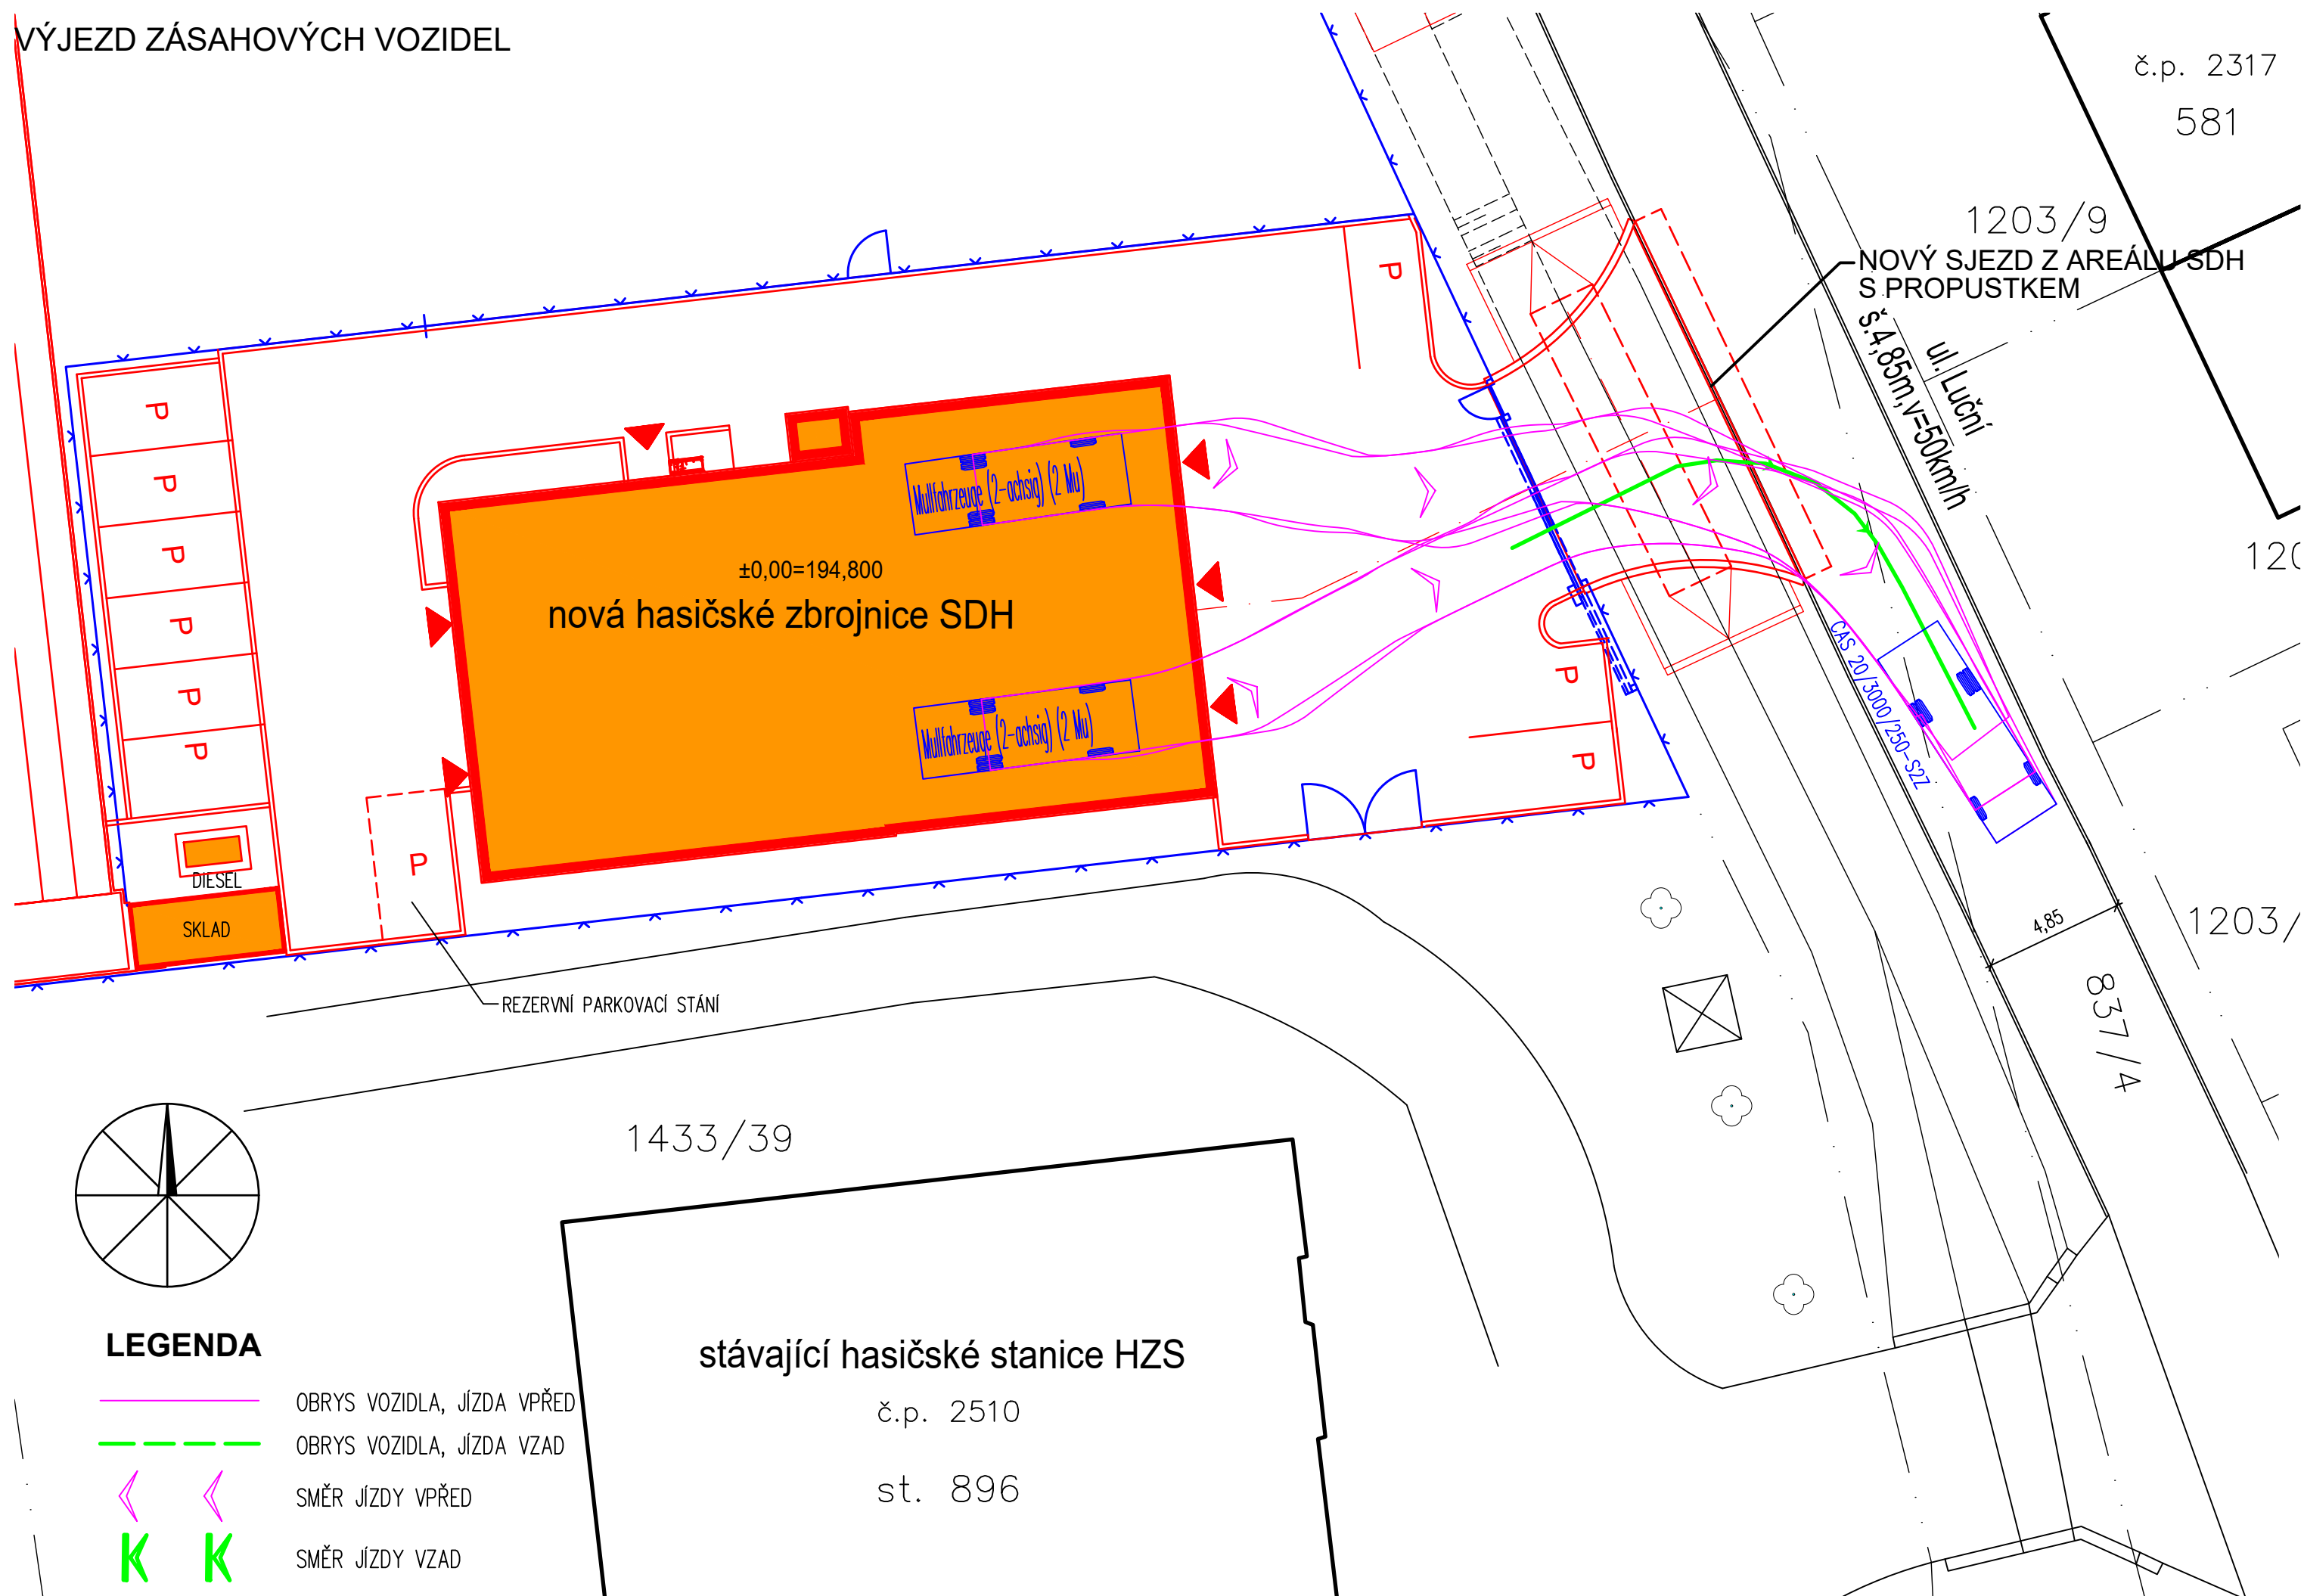 VÝJEZD ZÁSAHOVÝCH VOZIDEL
č.p. 2317
581
1203/9
NOVÝ SJEZD Z AREÁLU SDH
S PROPUSTKEM
ul. Luční
š.4,85m,v=50km/h
P
P
P
P
P
P
P
P
P
P
Mullfahrzeuge (2-achsig) (2 Mu)
±0,00=194,800
nová hasičské zbrojnice SDH
Mullfahrzeuge (2-achsig) (2 Mu)
CAS 20/3000/250-S2Z
120
DIESEL
SKLAD
REZERVNÍ PARKOVACÍ STÁNÍ
4,85
1203/
837/4
1433/39
stávající hasičské stanice HZS
č.p. 2510
st. 896
LEGENDA
OBRYS VOZIDLA, JÍZDA VPŘED
OBRYS VOZIDLA, JÍZDA VZAD
SMĚR JÍZDY VPŘED
SMĚR JÍZDY VZAD